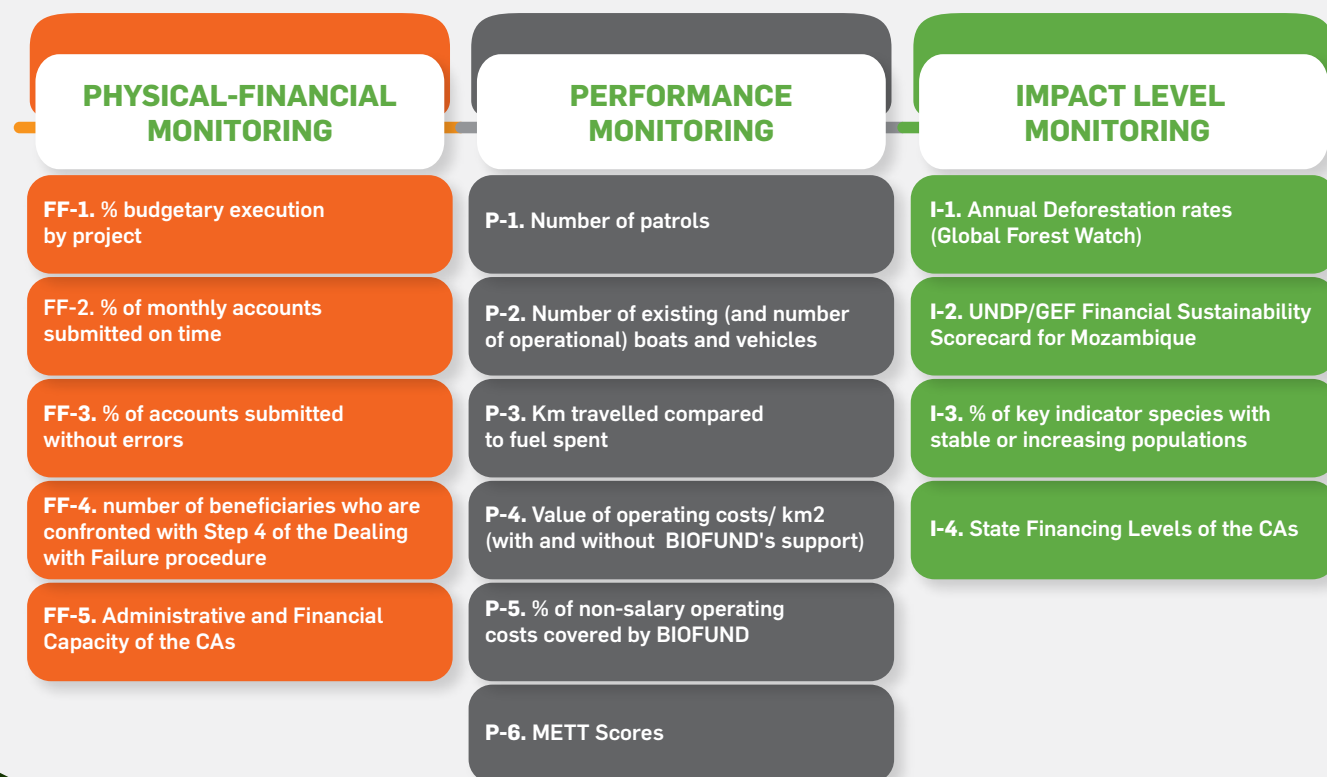 PHYSICAL-FINANCIAL
MONITORING
FF-1. % budgetary execution
by project
FF-2. % of monthly accounts
submitted on time
FF-3. % of accounts submitted
without errors
FF-4. number of beneficiaries who are
confronted with Step 4 of the Dealing
with Failure procedure
FF-5. Administrative and Financial
Capacity of the CAs
PERFORMANCE
MONITORING
P-1. Number of patrols
P-2. Number of existing (and number
of operational) boats and vehicles
P-3. Km travelled compared
to fuel spent
P-4. Value of operating costs/ km2
(with and without BIOFUND's support)
P-5. % of non-salary operating
costs covered by BIOFUND
P-6. METT Scores
IMPACT LEVEL
MONITORING
I-1. Annual Deforestation rates
(Global Forest Watch)
I-2. UNDP/GEF Financial Sustainability
Scorecard for Mozambique
I-3. % of key indicator species with
stable or increasing populations
I-4. State Financing Levels of the CAs